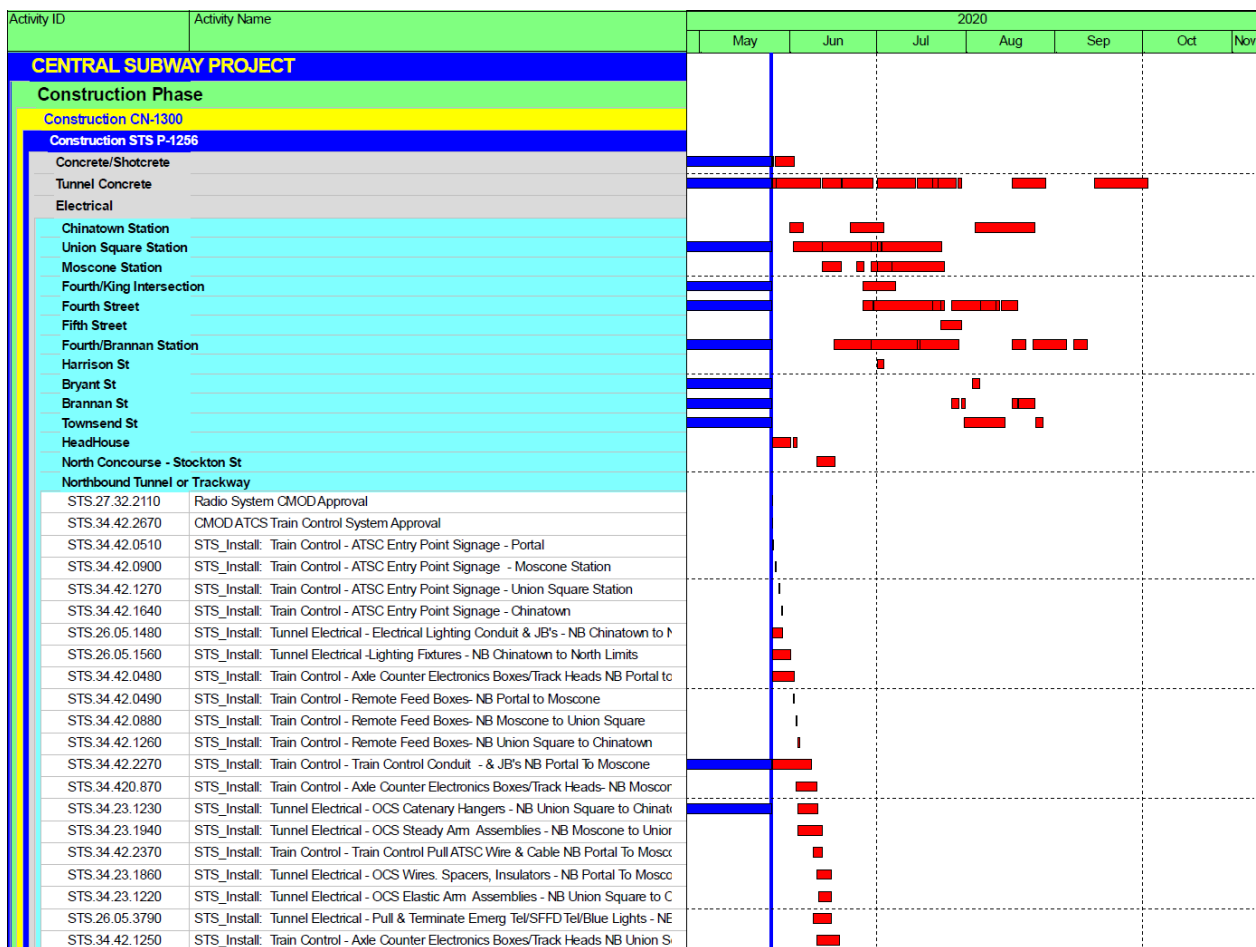 Activity ID Activity Name 2020
May Jun Jul Aug Sep Oct Nov
CENTRAL SUBWAY PROJECT
Construction Phase
Construction CN-1300
Construction STS P-1256
Concrete/Shotcrete
Tunnel Concrete
Electrical
Chinatown Station
Union Square Station
Moscone Station
Fourth/King Intersection
Fourth Street
Fifth Street
Fourth/Brannan Station
Harrison St
Bryant St
Brannan St
Townsend St
HeadHouse
North Concourse - Stockton St
Northbound Tunnel or Trackway
STS.27.32.2110 Radio System CMOD Approval
STS.34.42.2670 CMOD ATCS Train Control System Approval
STS.34.42.0510 STS_Install: Train Control - ATSC Entry Point Signage - Portal
STS.34.42.0900 STS_Install: Train Control - ATSC Entry Point Signage - Moscone Station
STS.34.42.1270 STS_Install: Train Control - ATSC Entry Point Signage - Union Square Station
STS.34.42.1640 STS_Install: Train Control - ATSC Entry Point Signage - Chinatown
STS.26.05.1480 STS_Install: Tunnel Electrical - Electrical Lighting Conduit & JB's - NB Chinatown to
STS.26.05.1560 STS_Install: Tunnel Electrical -Lighting Fixtures - NB Chinatown to North Limits
STS.34.42.0480 STS_Install: Train Control - Axle Counter Electronics Boxes/Track Heads NB Portal to
STS.34.42.0490 STS_Install: Train Control - Remote Feed Boxes- NB Portal to Moscone
STS.34.42.0880 STS_Install: Train Control - Remote Feed Boxes- NB Moscone to Union Square
STS.34.42.1260 STS_Install: Train Control - Remote Feed Boxes- NB Union Square to Chinatown
STS.34.42.2270 STS_Install: Train Control - Train Control Conduit - & JB's NB Portal To Moscone
STS.34.420.870 STS_Install: Train Control - Axle Counter Electronics Boxes/Track Heads- NB Moscor
STS.34.23.1230 STS_Install: Tunnel Electrical - OCS Catenary Hangers - NB Union Square to Chinat
STS.34.23.1940 STS_Install: Tunnel Electrical - OCS Steady Arm Assemblies - NB Moscone to Unior
STS.34.42.2370 STS_Install: Train Control - Train Control Pull ATSC Wire & Cable NB Portal To Mosc
STS.34.23.1860 STS_Install: Tunnel Electrical - OCS Wires. Spacers, Insulators - NB Portal To Mosco
STS.34.23.1220 STS_Install: Tunnel Electrical - OCS Elastic Arm Assemblies - NB Union Square to C
STS.26.05.3790 STS_Install: Tunnel Electrical - Pull & Terminate Emerg Tel/SFFD Tel/Blue Lights - NE
STS.34.42.1250 STS_Install: Train Control - Axle Counter Electronics Boxes/Track Heads NB Union S